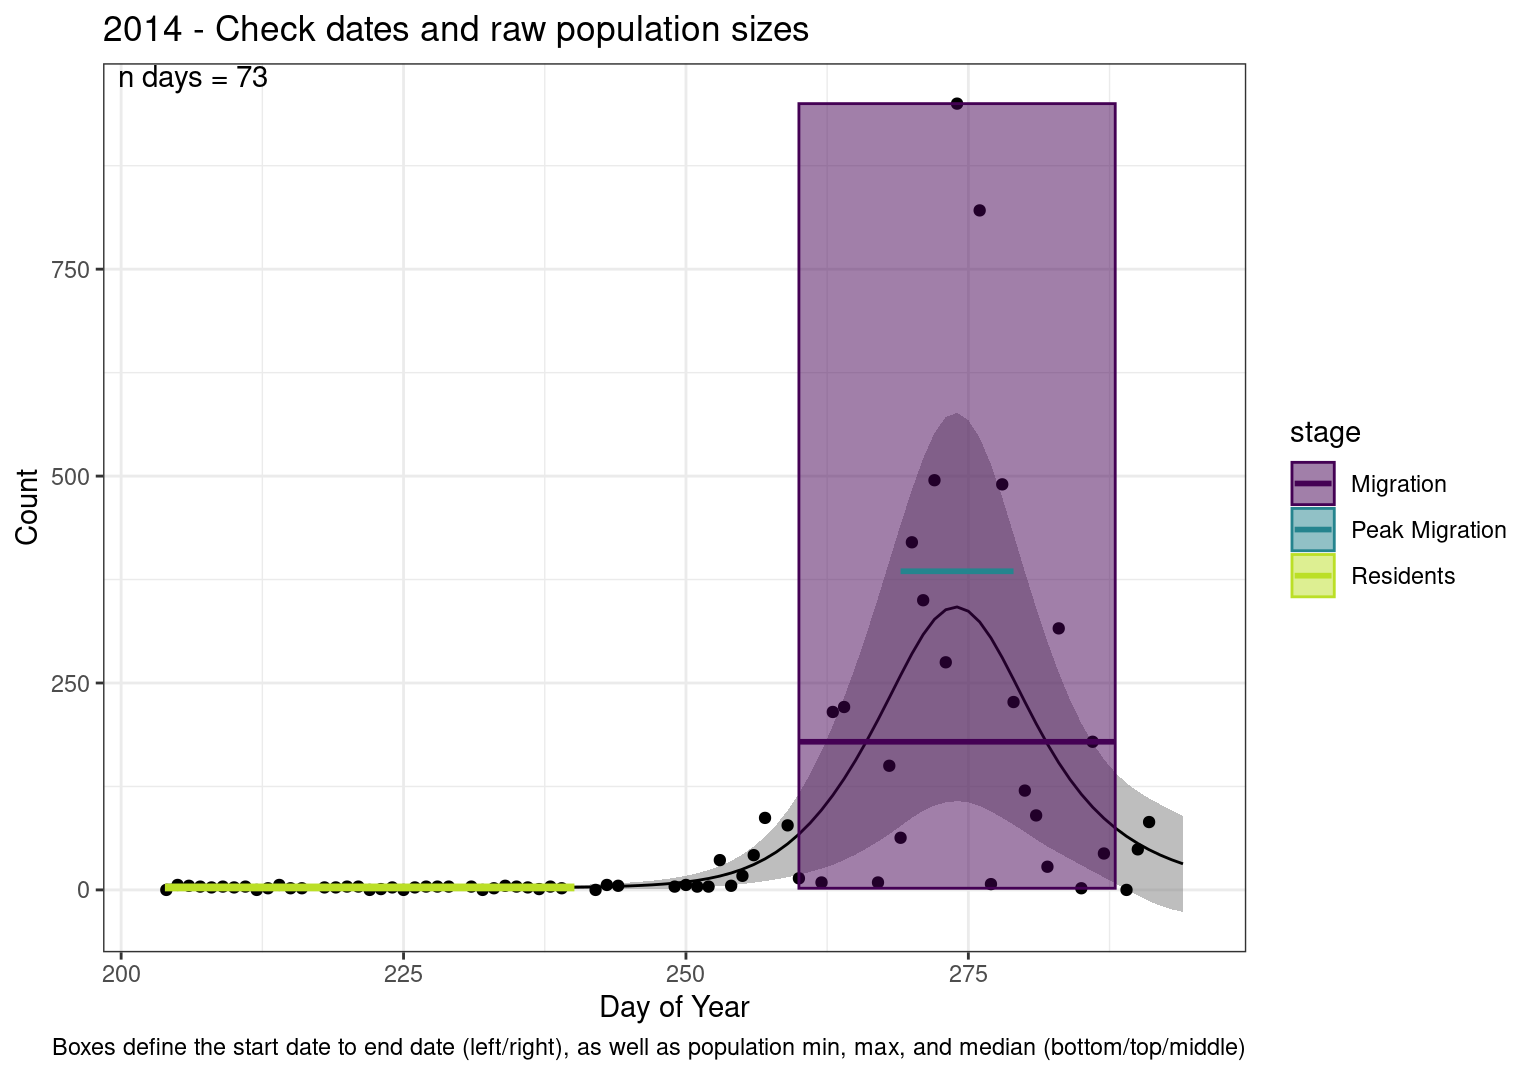 2014 - Check dates and raw population sizes
n days = 73
750
500
250
0
Count
200 225 250 275
Day of Year
stage
Migration
Peak Migration
Residents
Boxes define the start date to end date (left/right), as well as population min, max, and median (bottom/top/middle)